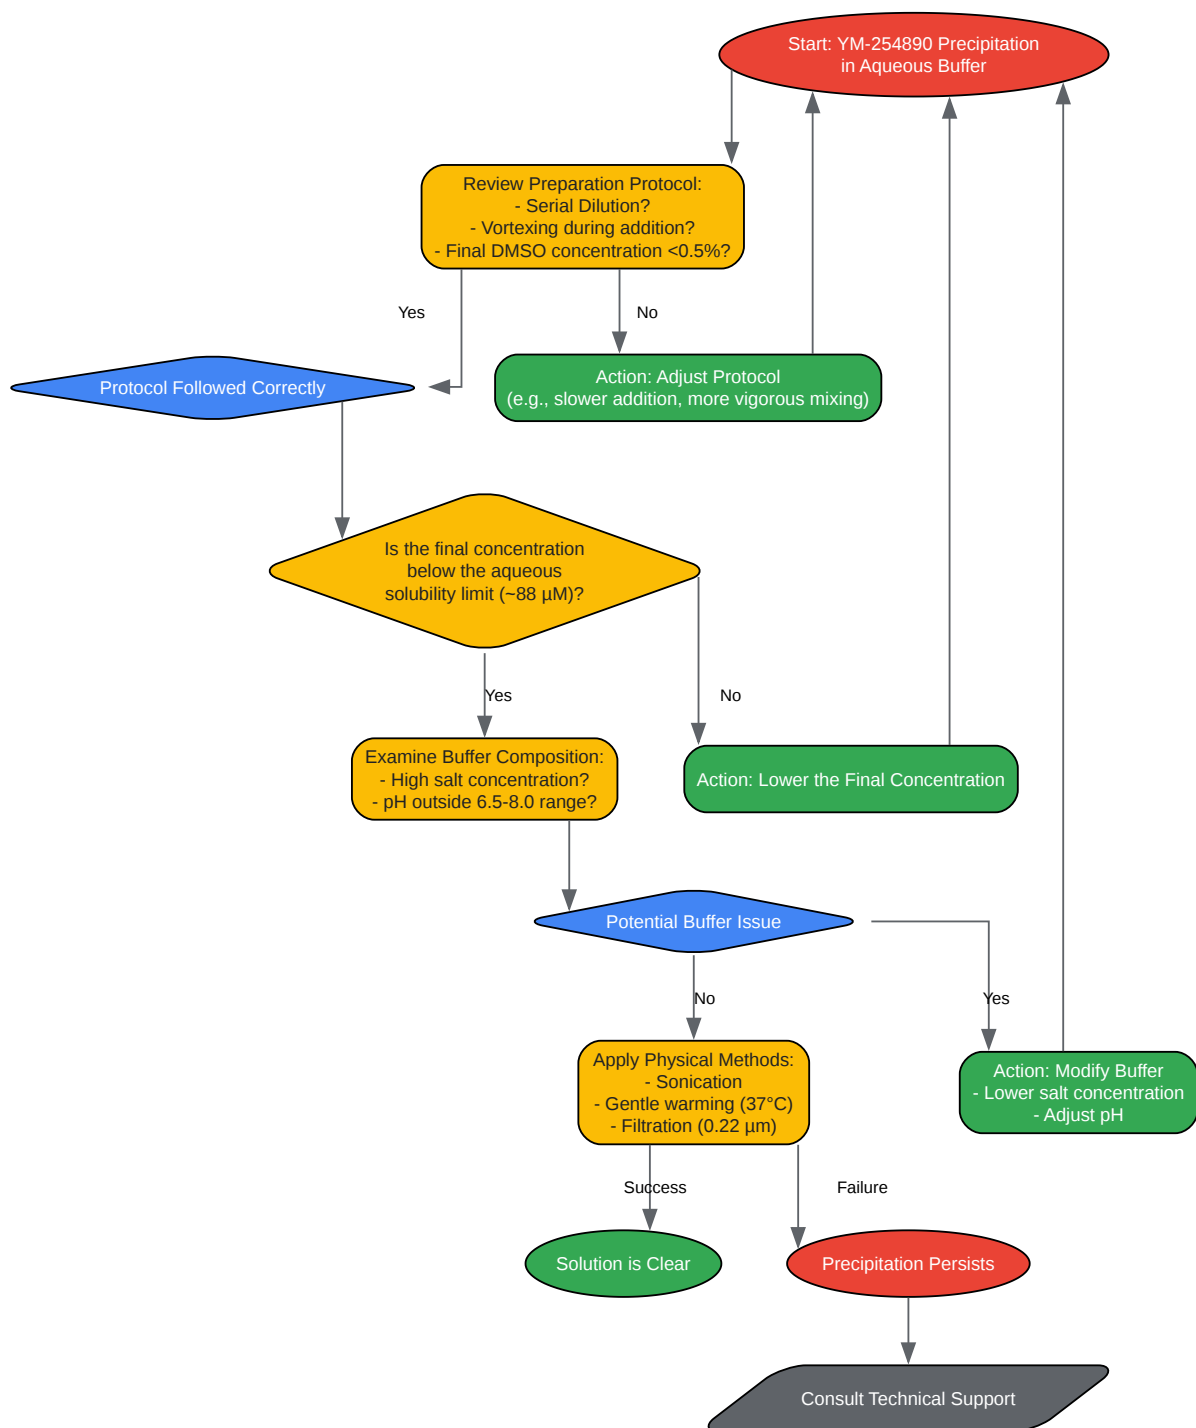 Start: YM-254890 Precipitation
in Aqueous Buffer
Review Preparation Protocol:
- Serial Dilution?
- Vortexing during addition?
- Final DMSO concentration <0.5%?
Yes
No
Protocol Followed Correctly
Action: Adjust Protocol
(e.g., slower addition, more vigorous mixing)
Is the final concentration
below the aqueous
solubility limit (~88 µM)?
Yes
No
Examine Buffer Composition:
- High salt concentration?
- pH outside 6.5-8.0 range?
Action: Lower the Final Concentration
Potential Buffer Issue
No
Yes
Apply Physical Methods:
- Sonication
- Gentle warming (37°C)
- Filtration (0.22 µm)
Action: Modify Buffer
- Lower salt concentration
- Adjust pH
Success
Failure
Solution is Clear
Precipitation Persists
Consult Technical Support